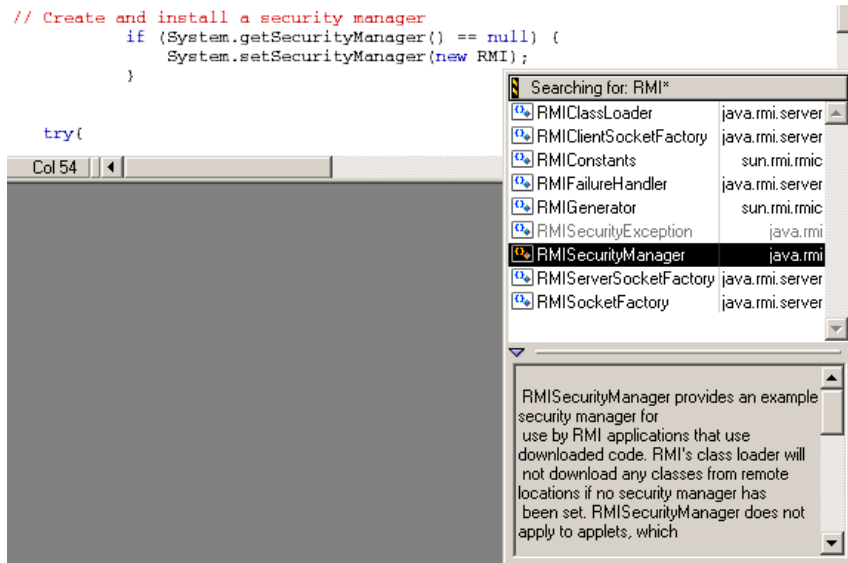 // Create and install a security manager
if (System.getSecurityManager() == null) {
System.setSecurityManager(new RMI);
}
try{
Col 54
Searching for: RMI*
RMIClassLoader java.rmi.server
RMIClientSocketFactory java.rmi.server
RMIConstants sun.rmi.rmic
RMIFailureHandler java.rmi.server
RMIGenerator sun.rmi.rmic
RMISecurityException java.rmi
RMISecurityManager java.rmi
RMIServerSocketFactory java.rmi.server
RMISocketFactory java.rmi.server
RMISecurityManager provides an example
security manager for
use by RMI applications that use
downloaded code. RMI's class loader will
not download any classes from remote
locations if no security manager has
been set. RMISecurityManager does not
apply to applets, which